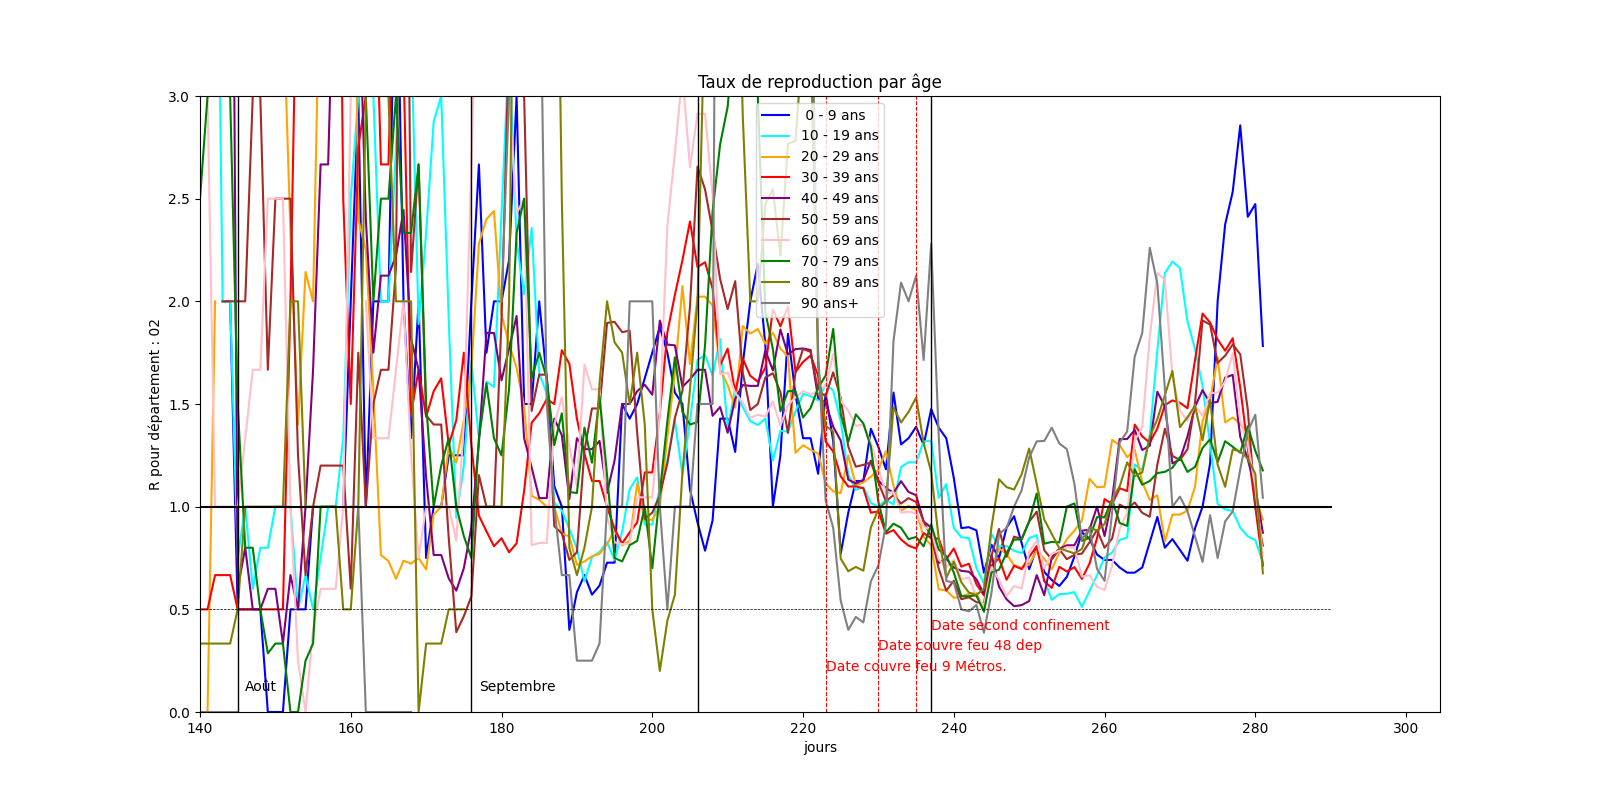 Taux de reproduction par âge
3.0
2.5
2.0
1.5
1.0
0.5
0.0
R pour département : 02
0 - 9 ans
10 - 19 ans
20 - 29 ans
30 - 39 ans
40 - 49 ans
50 - 59 ans
60 - 69 ans
70 - 79 ans
80 - 89 ans
90 ans+
Date second confinement
Date couvre feu 48 dep
Date couvre feu 9 Métros.
Août
Septembre
140
160
180
200
220
240
260
280
300
jours